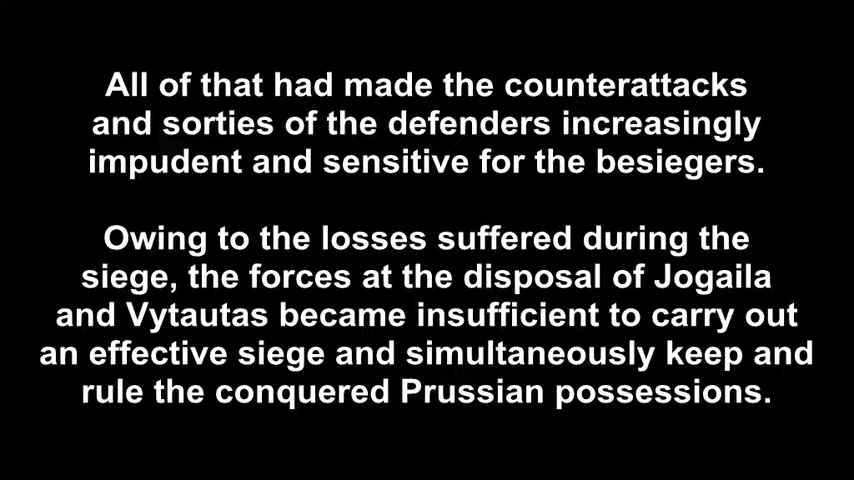 All of that had made the counterattacks
and sorties of the defenders increasingly
impudent and sensitive for the besiegers.
Owing to the losses suffered during the
siege, the forces at the disposal of Jogaila
and Vytautas became insufficient to carry out
an effective siege and simultaneously keep and
rule the conquered Prussian possessions.